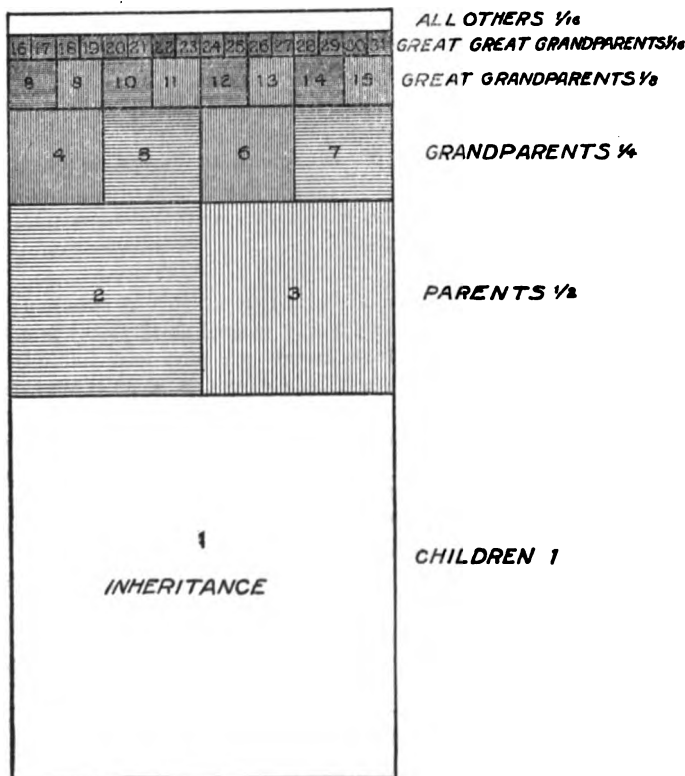 ALL OTHERS 1/16
16 17 18 19 20 21 22 23 24 25 26 27 28 29 30 31 GREAT GREAT GRANDPARENTS 1/16
8 9 10 11 12 13 14 15 GREAT GRANDPARENTS 1/8
4 5 6 7 GRANDPARENTS 1/4
2 3 PARENTS 1/2
1
INHERITANCE
CHILDREN 1